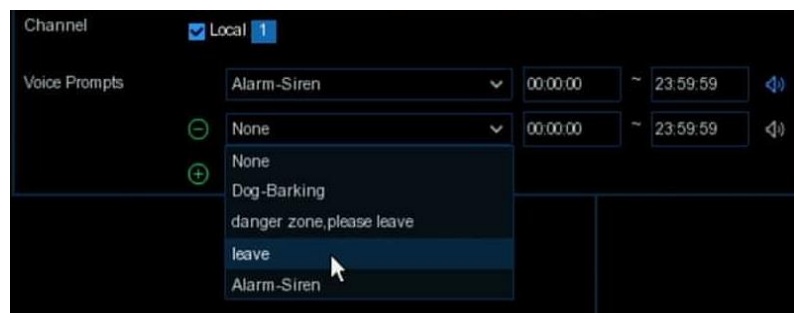 Channel Local 1
Voice Prompts Alarm-Siren 00:00:00 ~ 23:59:59
None 00:00:00 ~ 23:59:59
None
Dog-Barking
danger zone,please leave
leave
Alarm-Siren